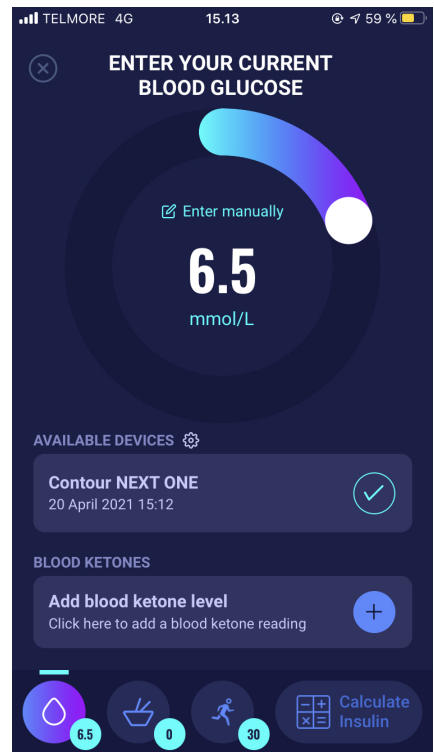 TELMORE 4G 15.13 59 %
ENTER YOUR CURRENT
BLOOD GLUCOSE
Enter manually
6.5
mmol/L
AVAILABLE DEVICES
Contour NEXT ONE
20 April 2021 15:12
BLOOD KETONES
Add blood ketone level
Click here to add a blood ketone reading
6.5
0
30
Calculate
Insulin